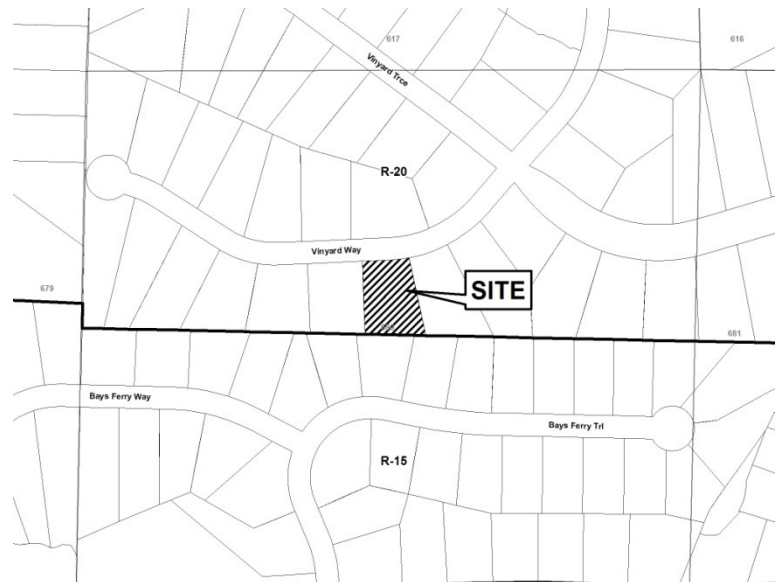 617
616
Vinyard Trce
R-20
Vinyard Way
SITE
679
681
Bays Ferry Way
Bays Ferry Trl
R-15